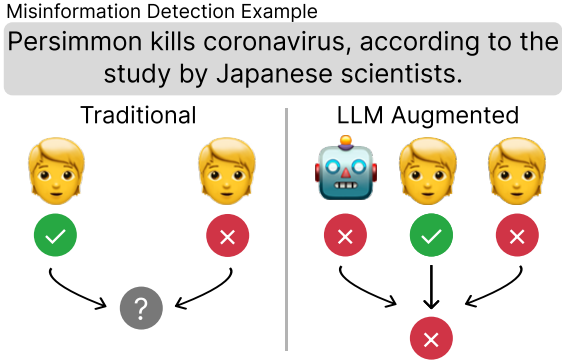 Misinformation Detection Example
Persimmon kills coronavirus, according to the
study by Japanese scientists.
Traditional
LLM Augmented
?